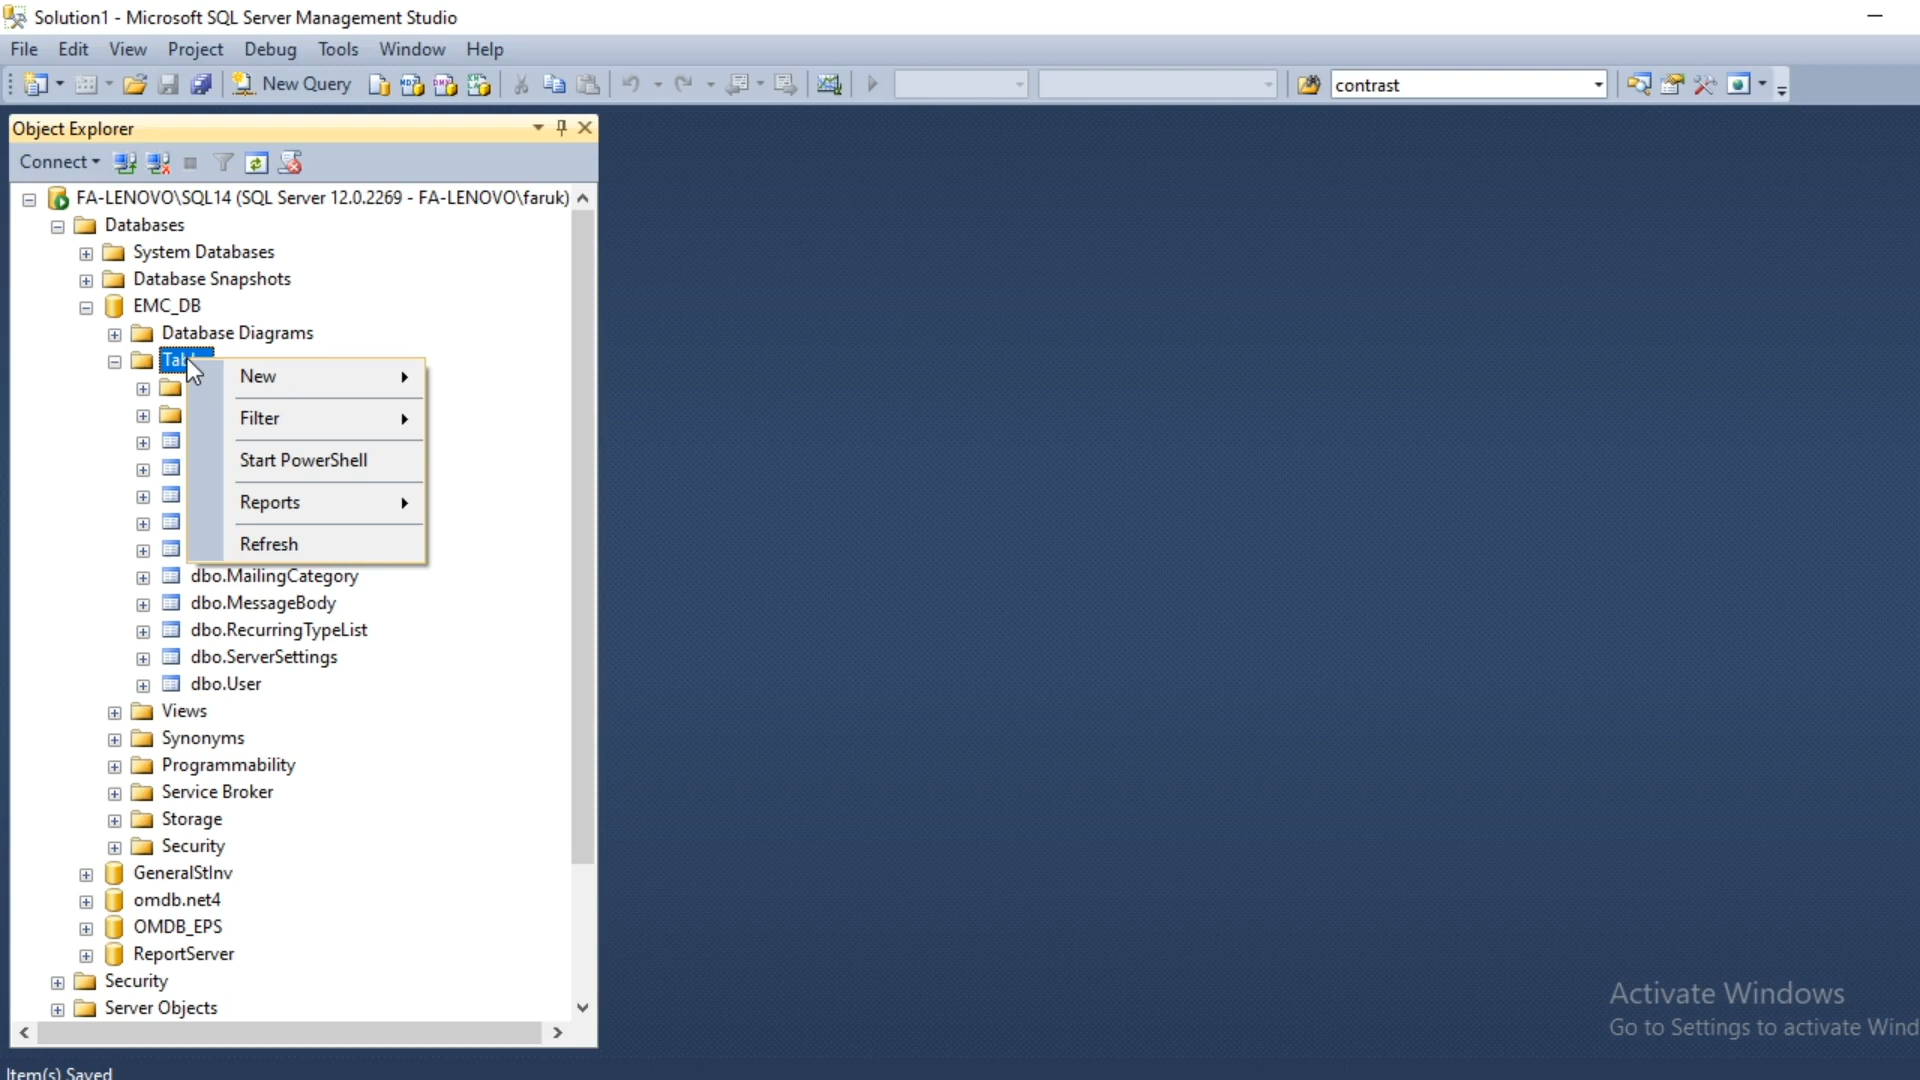 Solution1 - Microsoft SQL Server Management Studio
File Edit View Project Debug Tools Window Help
New Query
contrast
Object Explorer
Connect
FA-LENOVO\SQL14 (SQL Server 12.0.2269 - FA-LENOVO\faruk)
Databases
System Databases
Database Snapshots
EMC_DB
Database Diagrams
New
Filter
Start PowerShell
Reports
Refresh
dbo.MailingCategory
dbo.MessageBody
dbo.RecurringTypeList
dbo.ServerSettings
dbo.User
Views
Synonyms
Programmability
Service Broker
Storage
Security
GeneralStInv
omdb.net4
OMDB_EPS
ReportServer
Security
Server Objects
Activate Windows
Go to Settings to activate Wind
Item(s) Saved